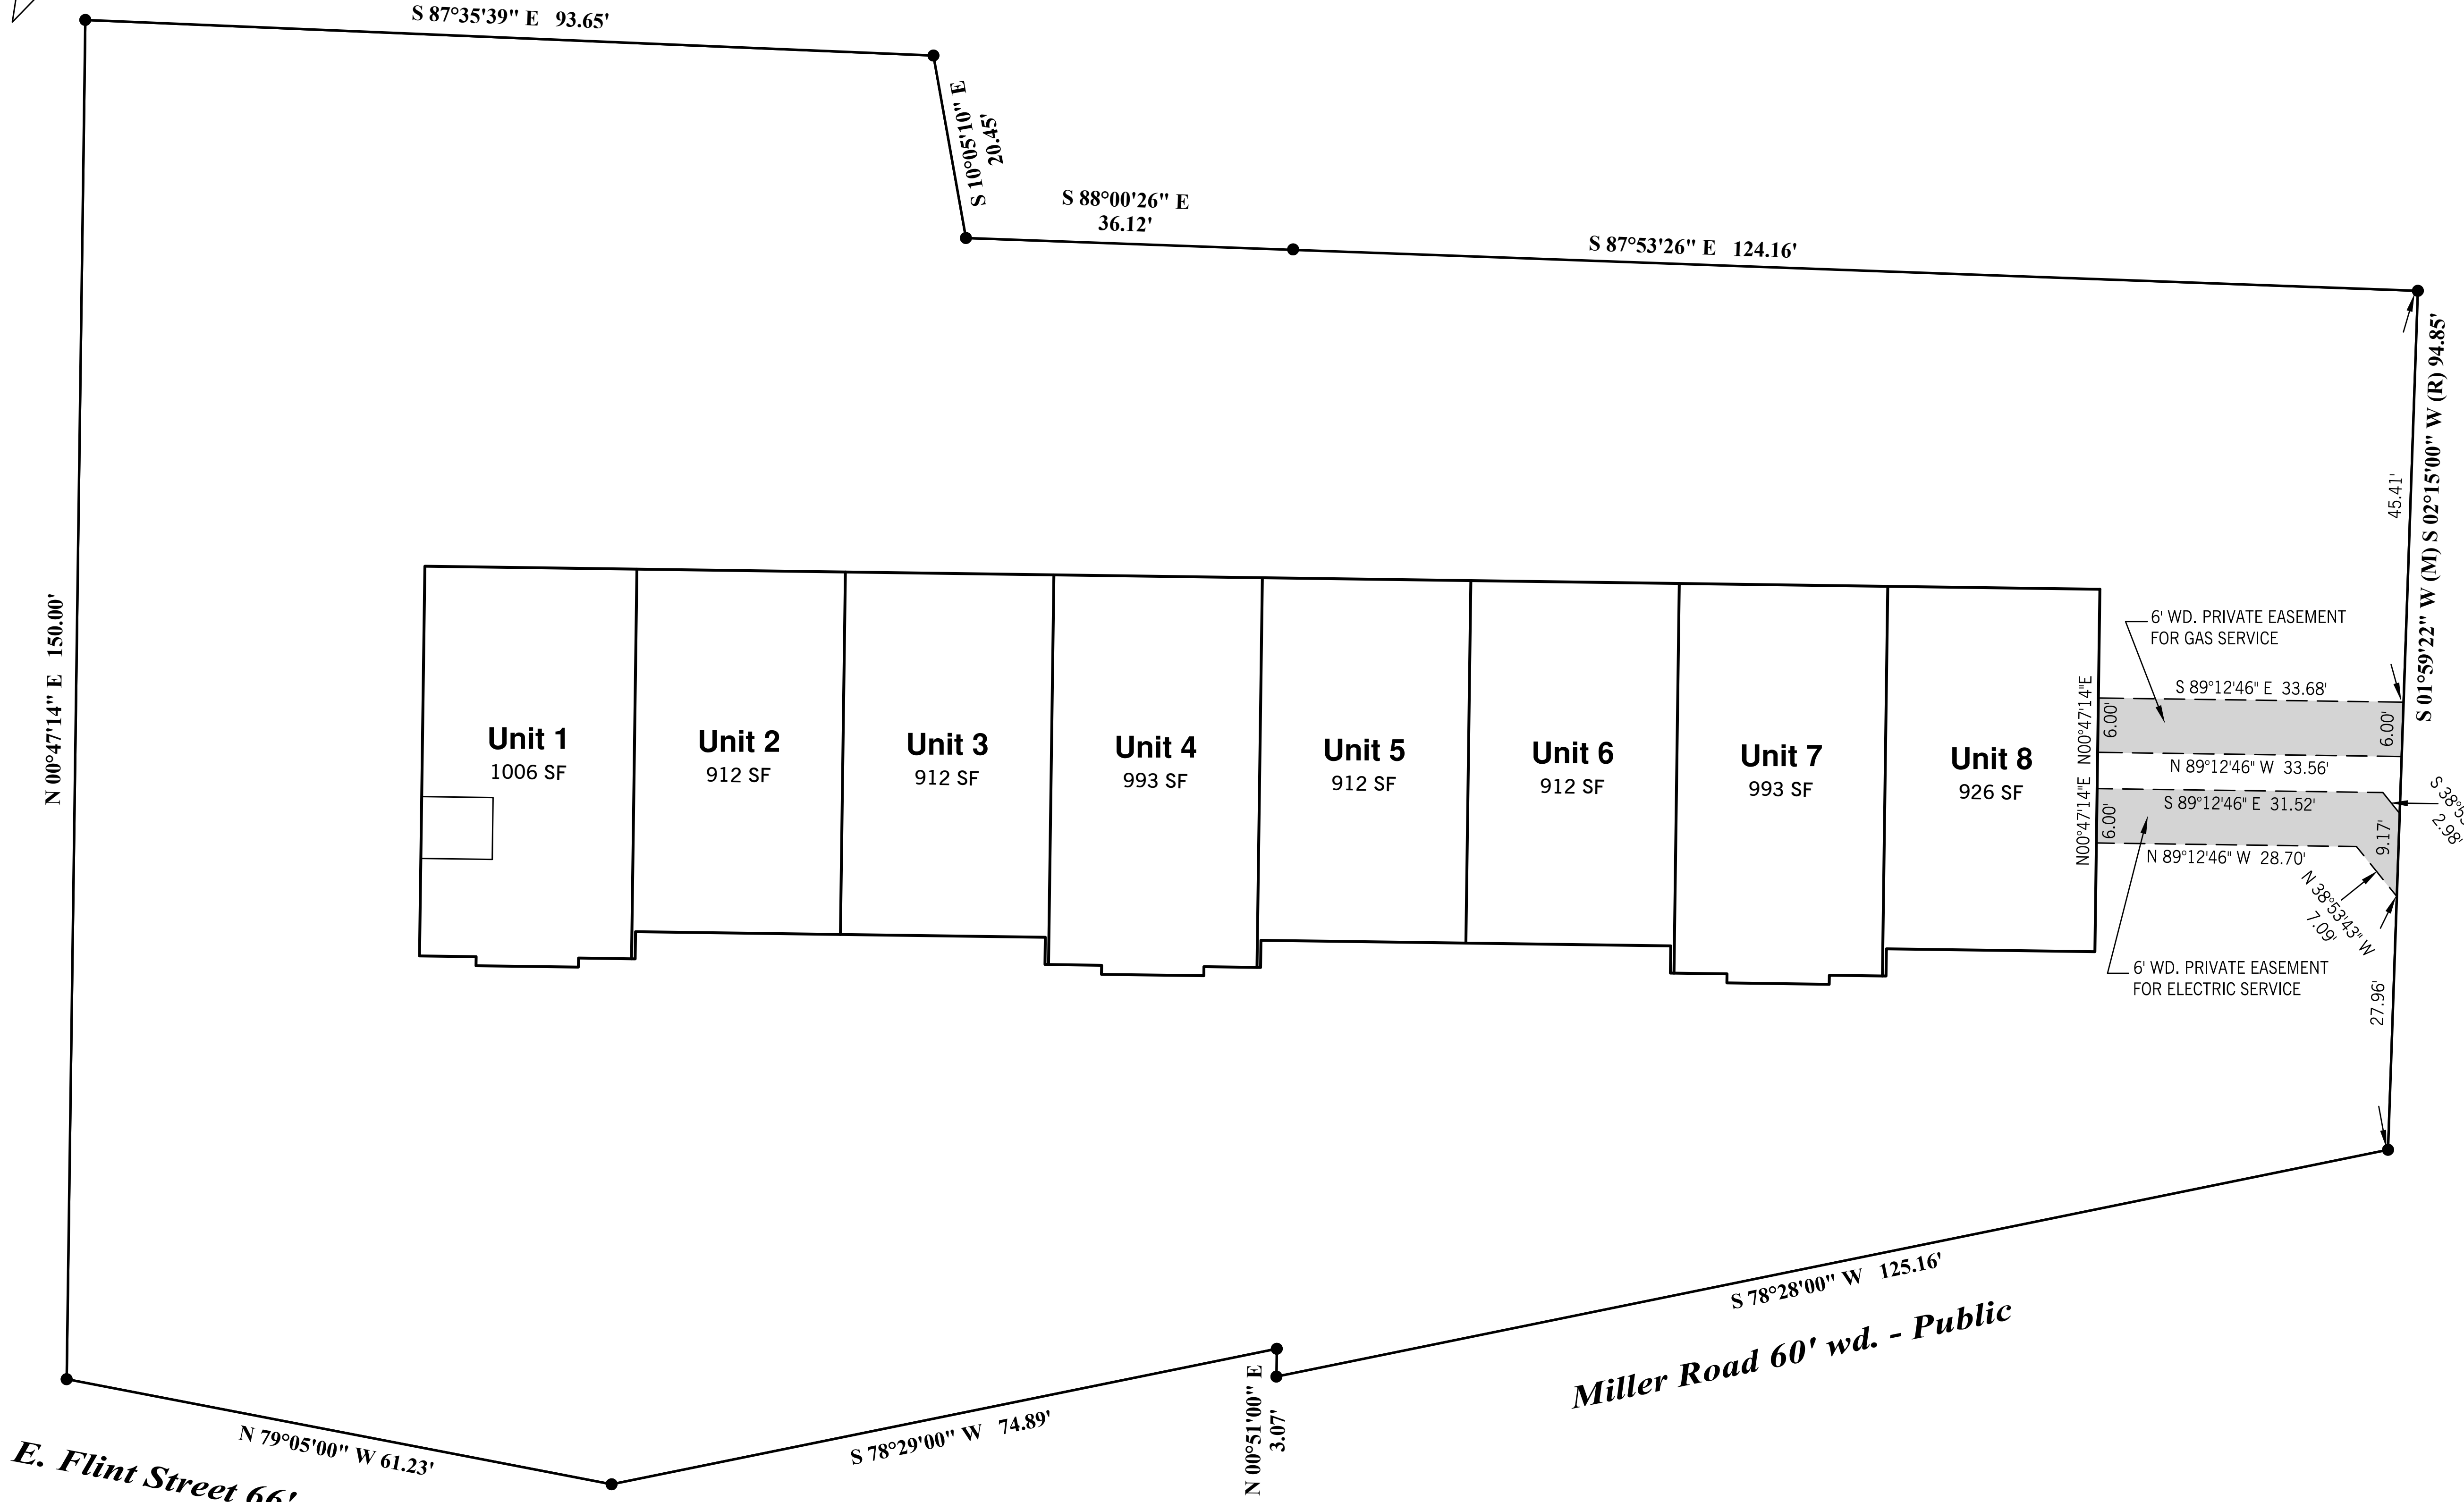 S 87°35'39" E 93.65'
S 10°05'10" E
20.45'
S 88°00'26" E
36.12'
S 87°53'26" E 124.16'
S 01°59'22" W (M) S 02°15'00" W (R) 94.85'
45.41'
N 00°47'14" E 150.00'
Unit 1
1006 SF
Unit 2
912 SF
Unit 3
912 SF
Unit 4
993 SF
Unit 5
912 SF
Unit 6
912 SF
Unit 7
993 SF
Unit 8
926 SF
6' WD. PRIVATE EASEMENT
FOR GAS SERVICE
N00°47'14"E
6.00'
S 89°12'46" E 33.68'
6.00'
N 89°12'46" W 33.56'
N00°47'14"E
6.00'
S 89°12'46" E 31.52'
9.17'
S 38°5
2.98'
N 89°12'46" W 28.70'
N 38°53'43" W
7.09'
6' WD. PRIVATE EASEMENT
FOR ELECTRIC SERVICE
27.96'
S 78°28'00" W 125.16'
Miller Road 60' wd. - Public
N 00°51'00" E
3.07'
S 78°29'00" W 74.89'
N 79°05'00" W 61.23'
E. Flint Street 66'